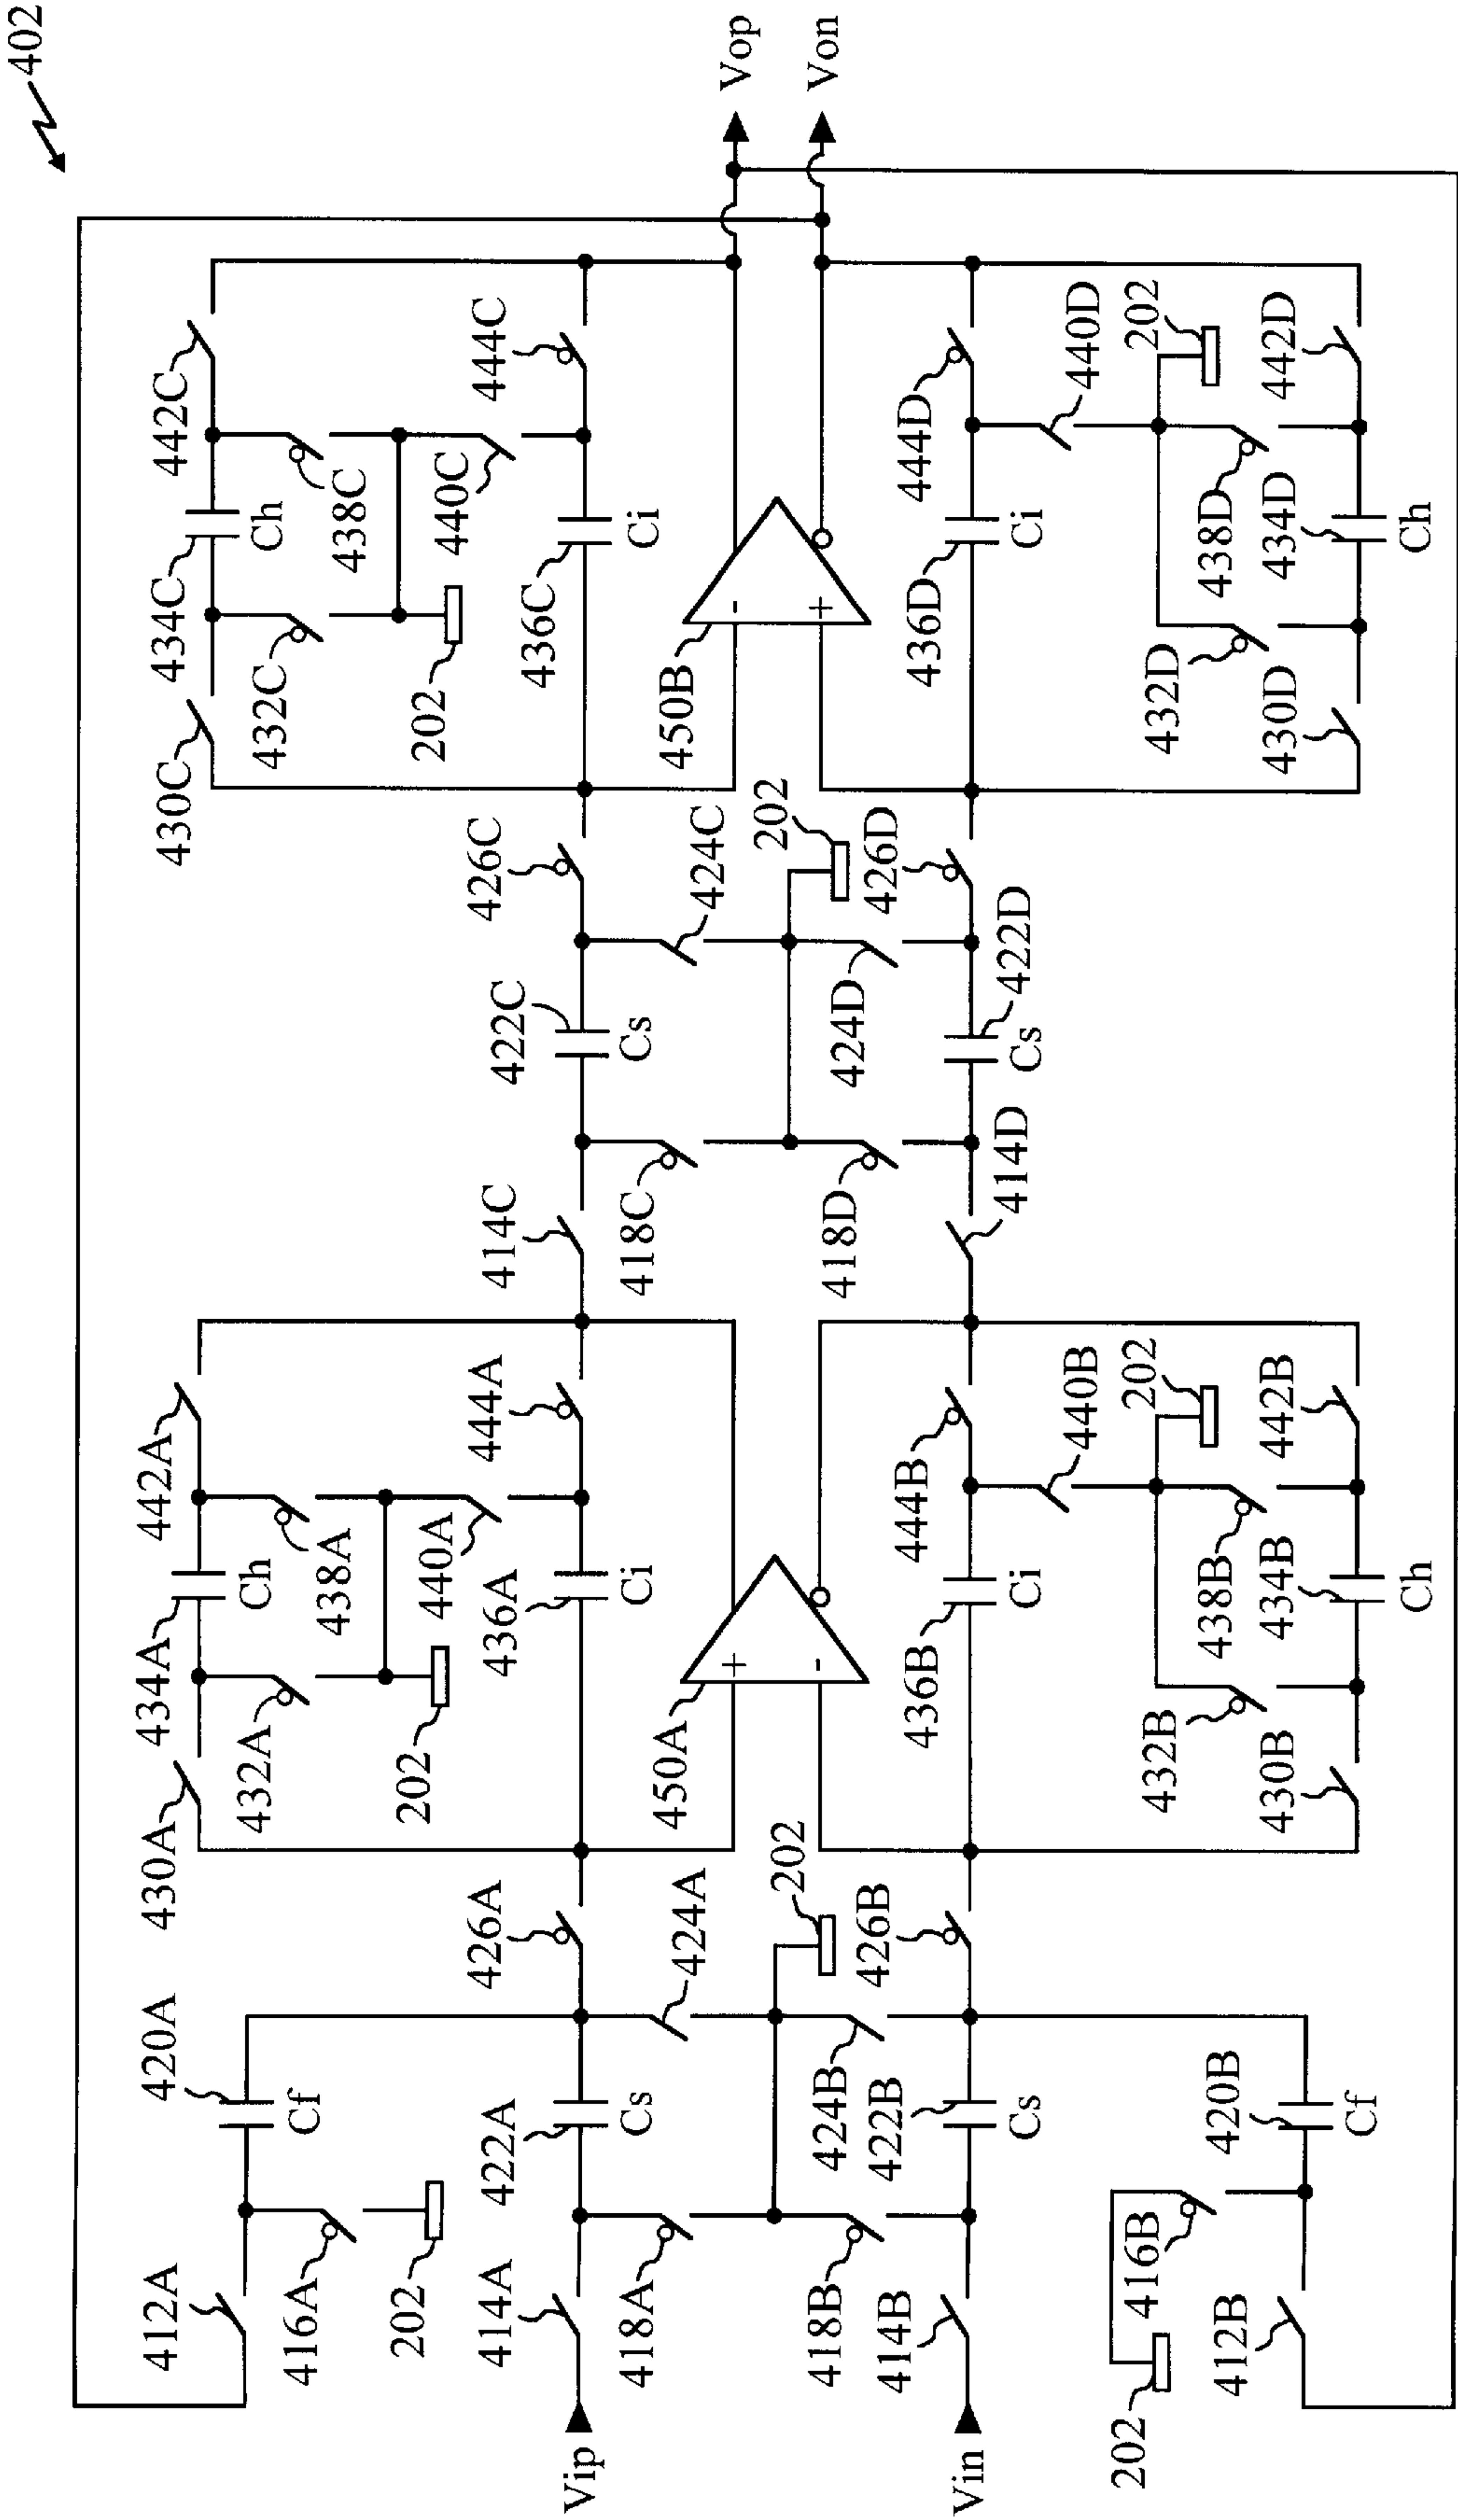 402
442C
434C
Ch
430C
432C
438C
440C
444C
202
436C
Ci
426C
450B
-
+
Vop
Von
422C
Cs
424C
202
414C
418C
424D
426D
436D
Ci
444D
440D
202
418D
414D
Cs
422D
432D
438D
434D
442D
430D
Ch
442A
434A
Ch
430A
432A
438A
440A
444A
202
436A
Ci
450A
+
-
426A
424A
202
420A
Cf
412A
416A
202
422A
Cs
414A
418A
Vip
424B
426B
436B
Ci
444B
440B
202
418B
422B
Cs
414B
Vin
432B
438B
434B
442B
430B
Ch
420B
Cf
416B
412B
202